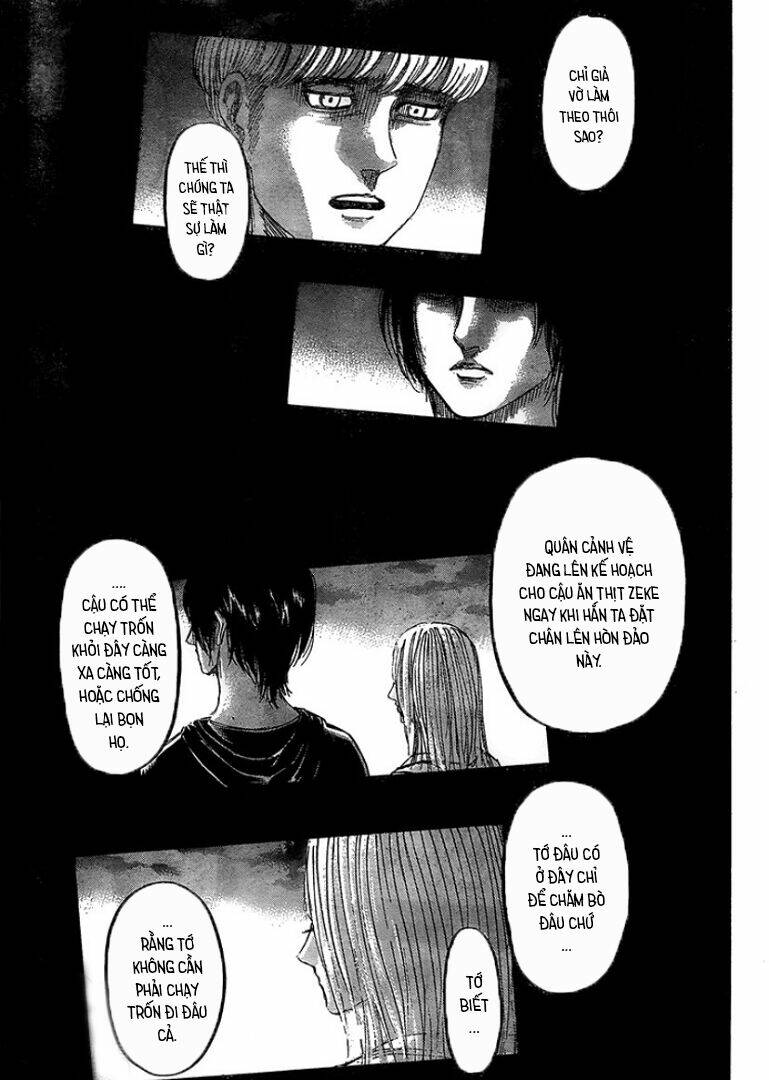 CHỈ GIẢ
VỜ LÀM
THEO THÔI
SAO?
THẾ THÌ
CHÚNG TA
SẼ THẬT
SỰ LÀM
GÌ?
QUÂN CẢNH VỆ
ĐANG LÊN KẾ HOẠCH
CHO CẬU ĂN THỊT ZEKE
NGAY KHI HẮN TA ĐẶT
CHÂN LÊN HÒN ĐẢO
NÀY.
....
CẬU CÓ THỂ
CHẠY TRỐN
KHỎI ĐÂY CÀNG
XA CÀNG TỐT,
HOẶC CHỐNG
LẠI BỌN
HỌ.
...
TỚ ĐÂU CÓ
Ở ĐÂY CHỈ
ĐỂ CHĂM BÒ
ĐÂU CHỨ
...
TỚ
BIẾT
...
...
RẰNG TỚ
KHÔNG CẦN
PHẢI CHẠY
TRỐN ĐI ĐÂU
CẢ.